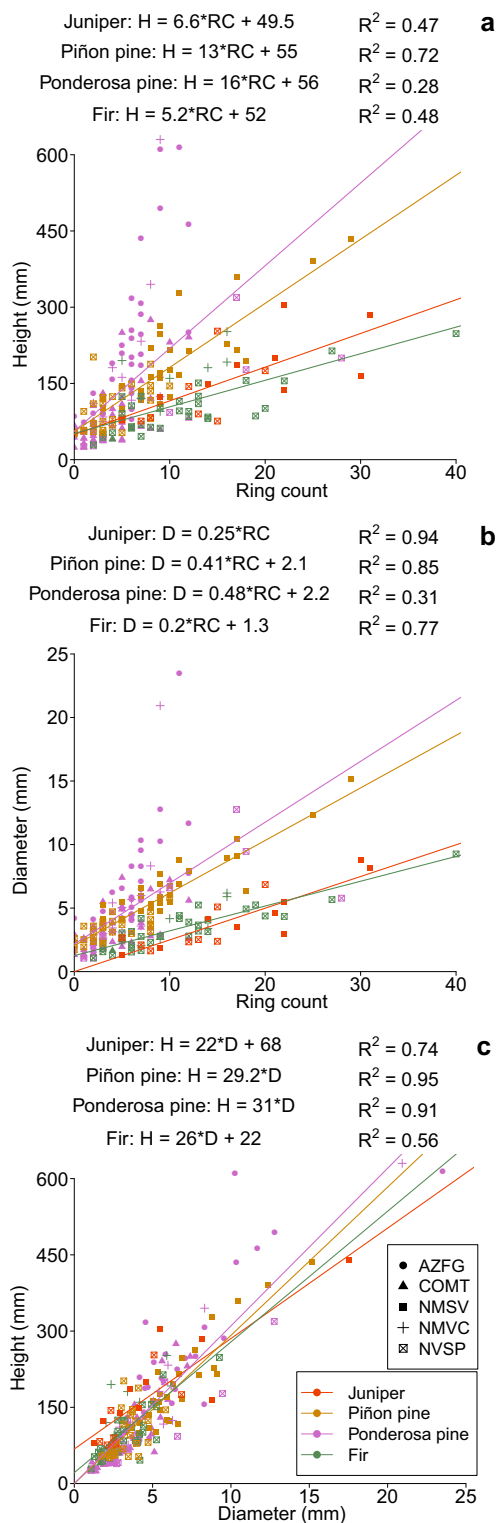 Juniper: H = 6.6*RC + 49.5 R² = 0.47 a
Piñon pine: H = 13*RC + 55 R² = 0.72
Ponderosa pine: H = 16*RC + 56 R² = 0.28
Fir: H = 5.2*RC + 52 R² = 0.48
600
450
300
150
0
Height (mm)
0 10 20 30 40
Ring count
Juniper: D = 0.25*RC R² = 0.94 b
Piñon pine: D = 0.41*RC + 2.1 R² = 0.85
Ponderosa pine: D = 0.48*RC + 2.2 R² = 0.31
Fir: D = 0.2*RC + 1.3 R² = 0.77
25
20
15
10
5
0
Diameter (mm)
0 10 20 30 40
Ring count
Juniper: H = 22*D + 68 R² = 0.74 c
Piñon pine: H = 29.2*D R² = 0.95
Ponderosa pine: H = 31*D R² = 0.91
Fir: H = 26*D + 22 R² = 0.56
600
450
300
150
0
Height (mm)
AZFG
COMT
NMSV
NMVC
NVSP
Juniper
Piñon pine
Ponderosa pine
Fir
0 5 10 15 20 25
Diameter (mm)